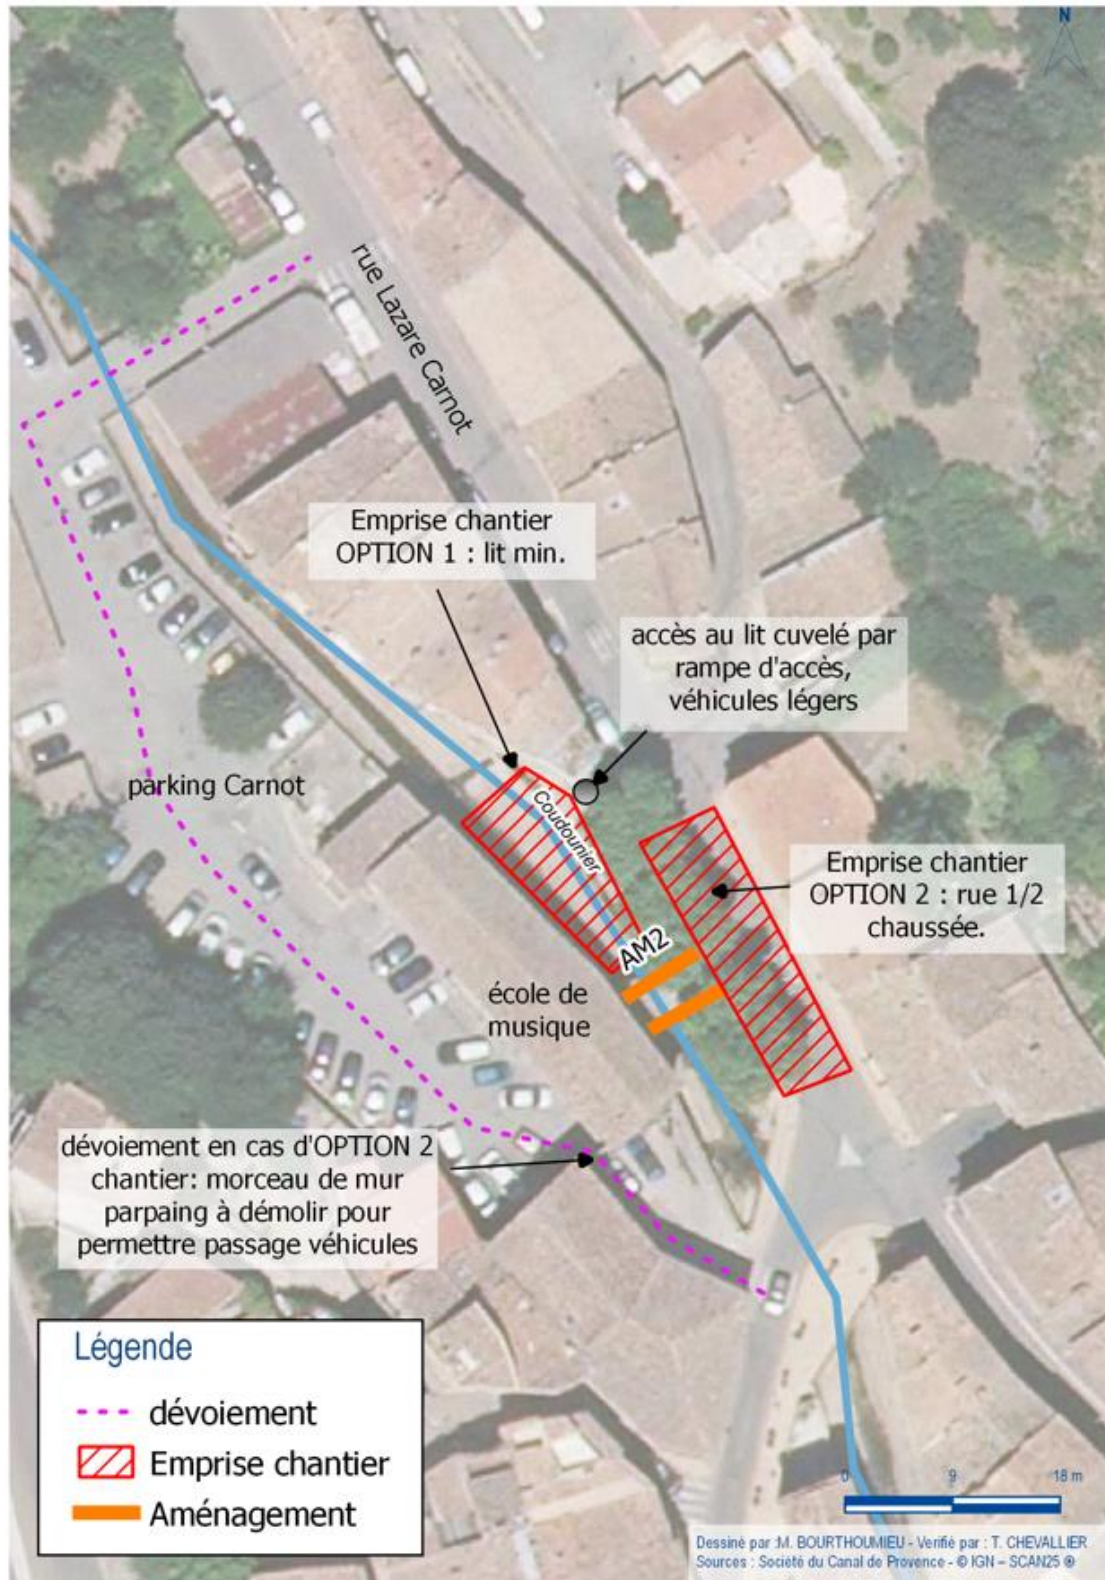 N
rue Lazare Carnot
Emprise chantier
OPTION 1 : lit min.
accès au lit cuvelé par
rampe d'accès,
véhicules légers
parking Carnot
Coudounier
Emprise chantier
OPTION 2 : rue 1/2
chaussée.
AM2
école de
musique
dévoiement en cas d'OPTION 2
chantier: morceau de mur
parpaing à démolir pour
permettre passage véhicules
Légende
dévoiement
Emprise chantier
Aménagement
0 9 18 m
Dessiné par :M. BOURTHOUMIEU - Verifié par : T. CHEVALLIER
Sources : Société du Canal de Provence - © IGN – SCAN25 ®